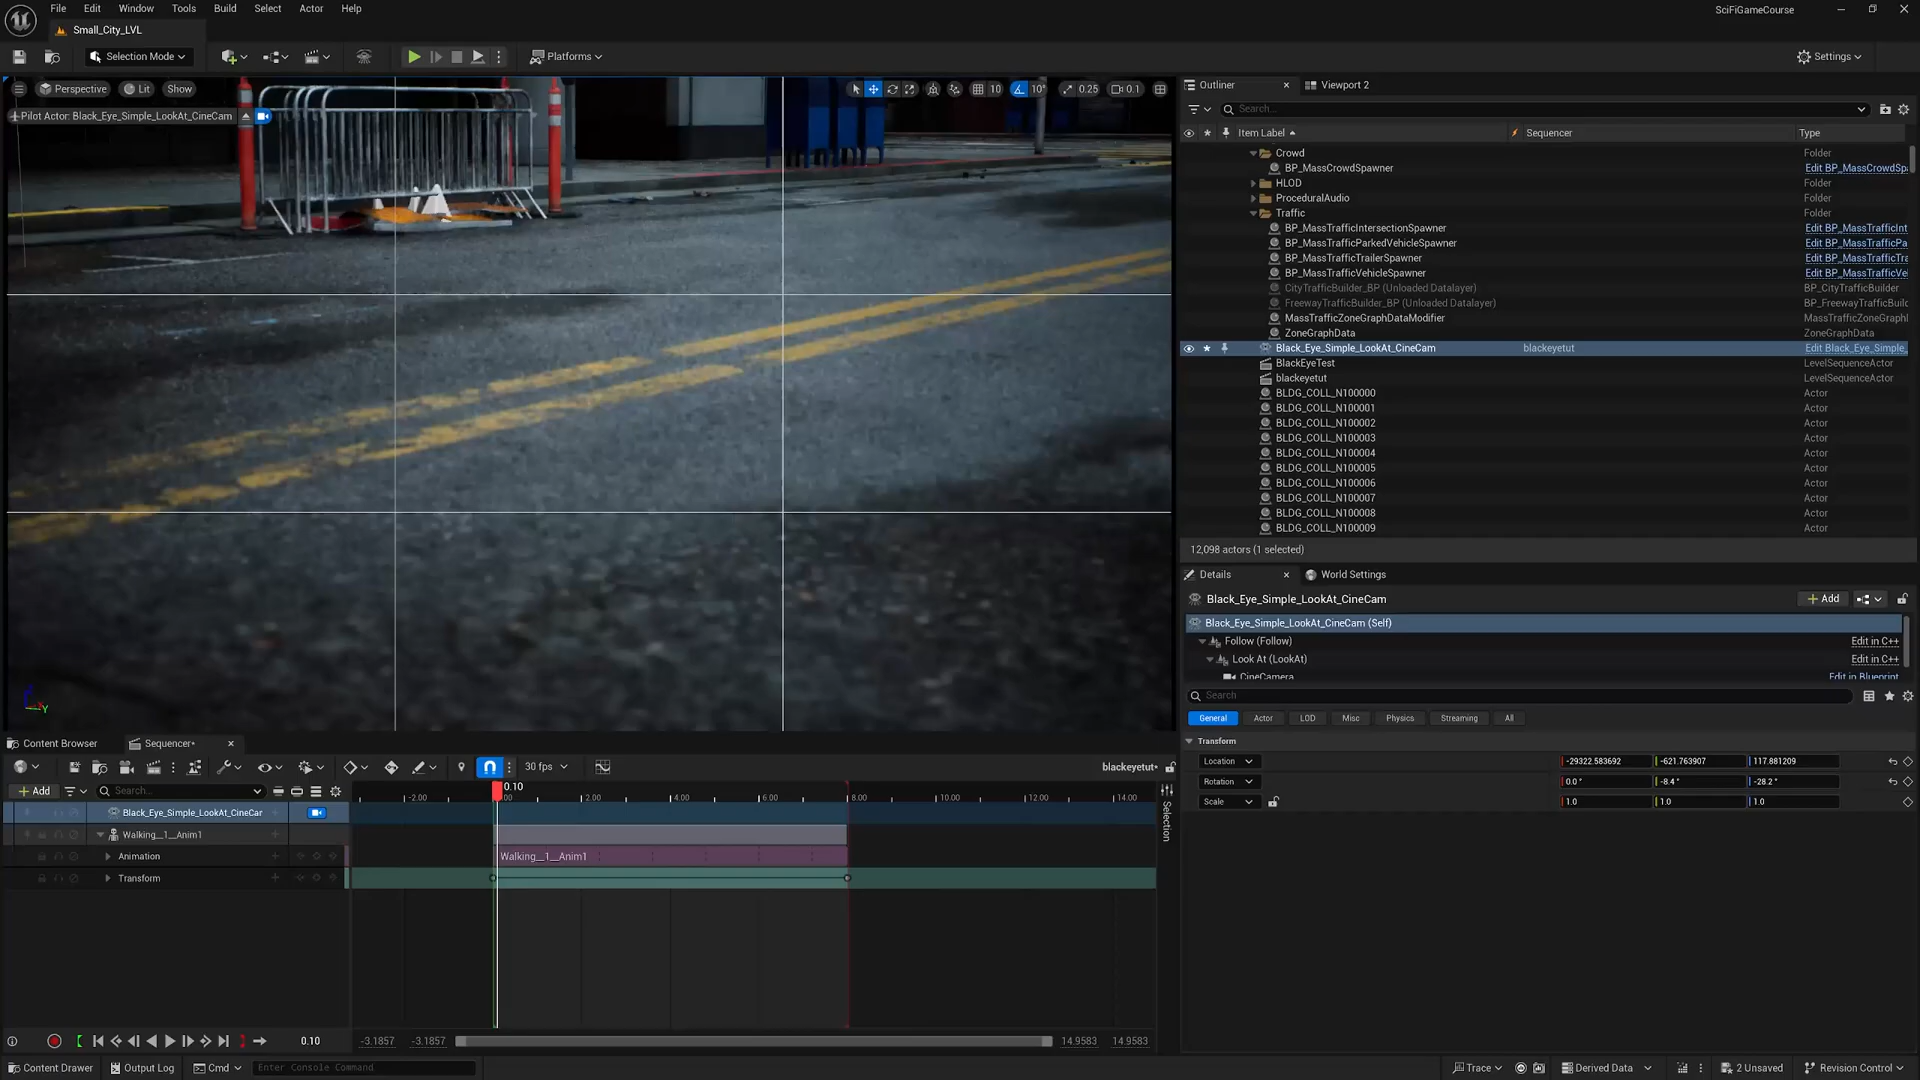 File Edit Window Tools Build Select Actor Help
SciFiGameCourse
Small_City_LVL
Selection Mode
Platforms
Settings
Perspective Lit Show
10 10° 0.25 0.1
Pilot Actor: Black_Eye_Simple_LookAt_CineCam
Outliner
Viewport 2
Search...
Item Label Sequencer Type
Crowd Folder
BP_MassCrowdSpawner Edit BP_MassCrowdSp
HLOD Folder
ProceduralAudio Folder
Traffic Folder
BP_MassTrafficIntersectionSpawner Edit BP_MassTrafficInt
BP_MassTrafficParkedVehicleSpawner Edit BP_MassTrafficPa
BP_MassTrafficTrailerSpawner Edit BP_MassTrafficTra
BP_MassTrafficVehicleSpawner Edit BP_MassTrafficVe
CityTrafficBuilder_BP (Unloaded Datalayer) BP_CityTrafficBuilder
FreewayTrafficBuilder_BP (Unloaded Datalayer) BP_FreewayTrafficBuild
MassTrafficZoneGraphDataModifier MassTrafficZoneGraphl
ZoneGraphData ZoneGraphData
Black_Eye_Simple_LookAt_CineCam blackeyetut Edit Black_Eye_Simple_
BlackEyeTest LevelSequenceActor
blackeyetut LevelSequenceActor
BLDG_COLL_N100000 Actor
BLDG_COLL_N100001 Actor
BLDG_COLL_N100002 Actor
BLDG_COLL_N100003 Actor
BLDG_COLL_N100004 Actor
BLDG_COLL_N100005 Actor
BLDG_COLL_N100006 Actor
BLDG_COLL_N100007 Actor
BLDG_COLL_N100008 Actor
BLDG_COLL_N100009 Actor
12,098 actors (1 selected)
Details
World Settings
Black_Eye_Simple_LookAt_CineCam
Add
Black_Eye_Simple_LookAt_CineCam (Self)
Follow (Follow) Edit in C++
Look At (LookAt) Edit in C++
CineCamera Edit in Blueprint
Search
General Actor LOD Misc Physics Streaming All
Transform
Location -29322.583692 -621.763907 117.881209
Rotation 0.0 ° -8.4 ° -28.2 °
Scale 1.0 1.0 1.0
Y
Content Browser
Sequencer*
30 fps
blackeyetut*
Add
Search...
0.10
-2.00 00 2.00 4.00 6.00 8.00 10.00 12.00 14.00
Selection
Black_Eye_Simple_LookAt_CineCar
Walking__1__Anim1
Animation
Walking__1__Anim1
Transform
0.10
-3.1857 -3.1857 14.9583 14.9583
Content Drawer Output Log Cmd Enter Console Command
Trace Derived Data 2 Unsaved Revision Control